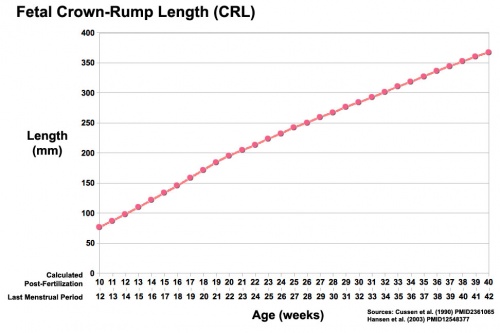 Fetal Crown-Rump Length (CRL)
400
350
300
Length
(mm)
250
200
150
100
50
0
Calculated
Post-Fertilization 10 11 12 13 14 15 16 17 18 19 20 21 22 23 24 25 26 27 28 29 30 31 32 33 34 35 36 37 38 39 40
Last Menstrual Period 12 13 14 15 16 17 18 19 20 21 22 23 24 25 26 27 28 29 30 31 32 33 34 35 36 37 38 39 40 41 42
Age (weeks)
Sources: Cussen et al. (1990) PMID2361065
Hansen et al. (2003) PMID12548377